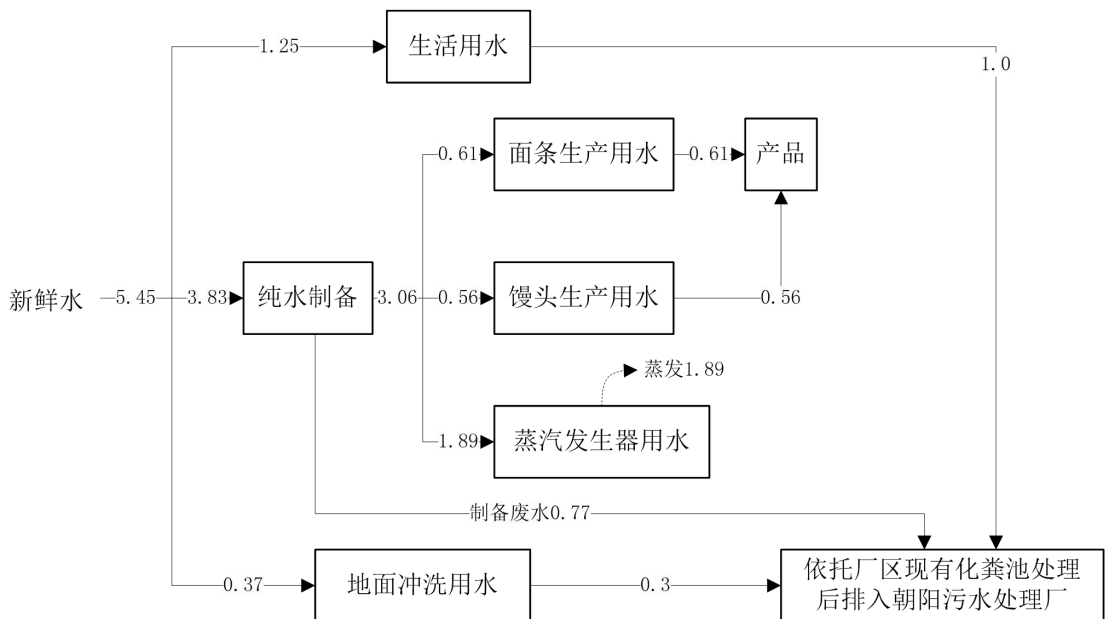 1.25
生活用水
1.0
0.61
面条生产用水
0.61
产品
新鲜水
5.45
3.83
纯水制备
3.06
0.56
馒头生产用水
0.56
蒸发1.89
1.89
蒸汽发生器用水
制备废水0.77
0.37
地面冲洗用水
0.3
依托厂区现有化粪池处理
后排入朝阳污水处理厂